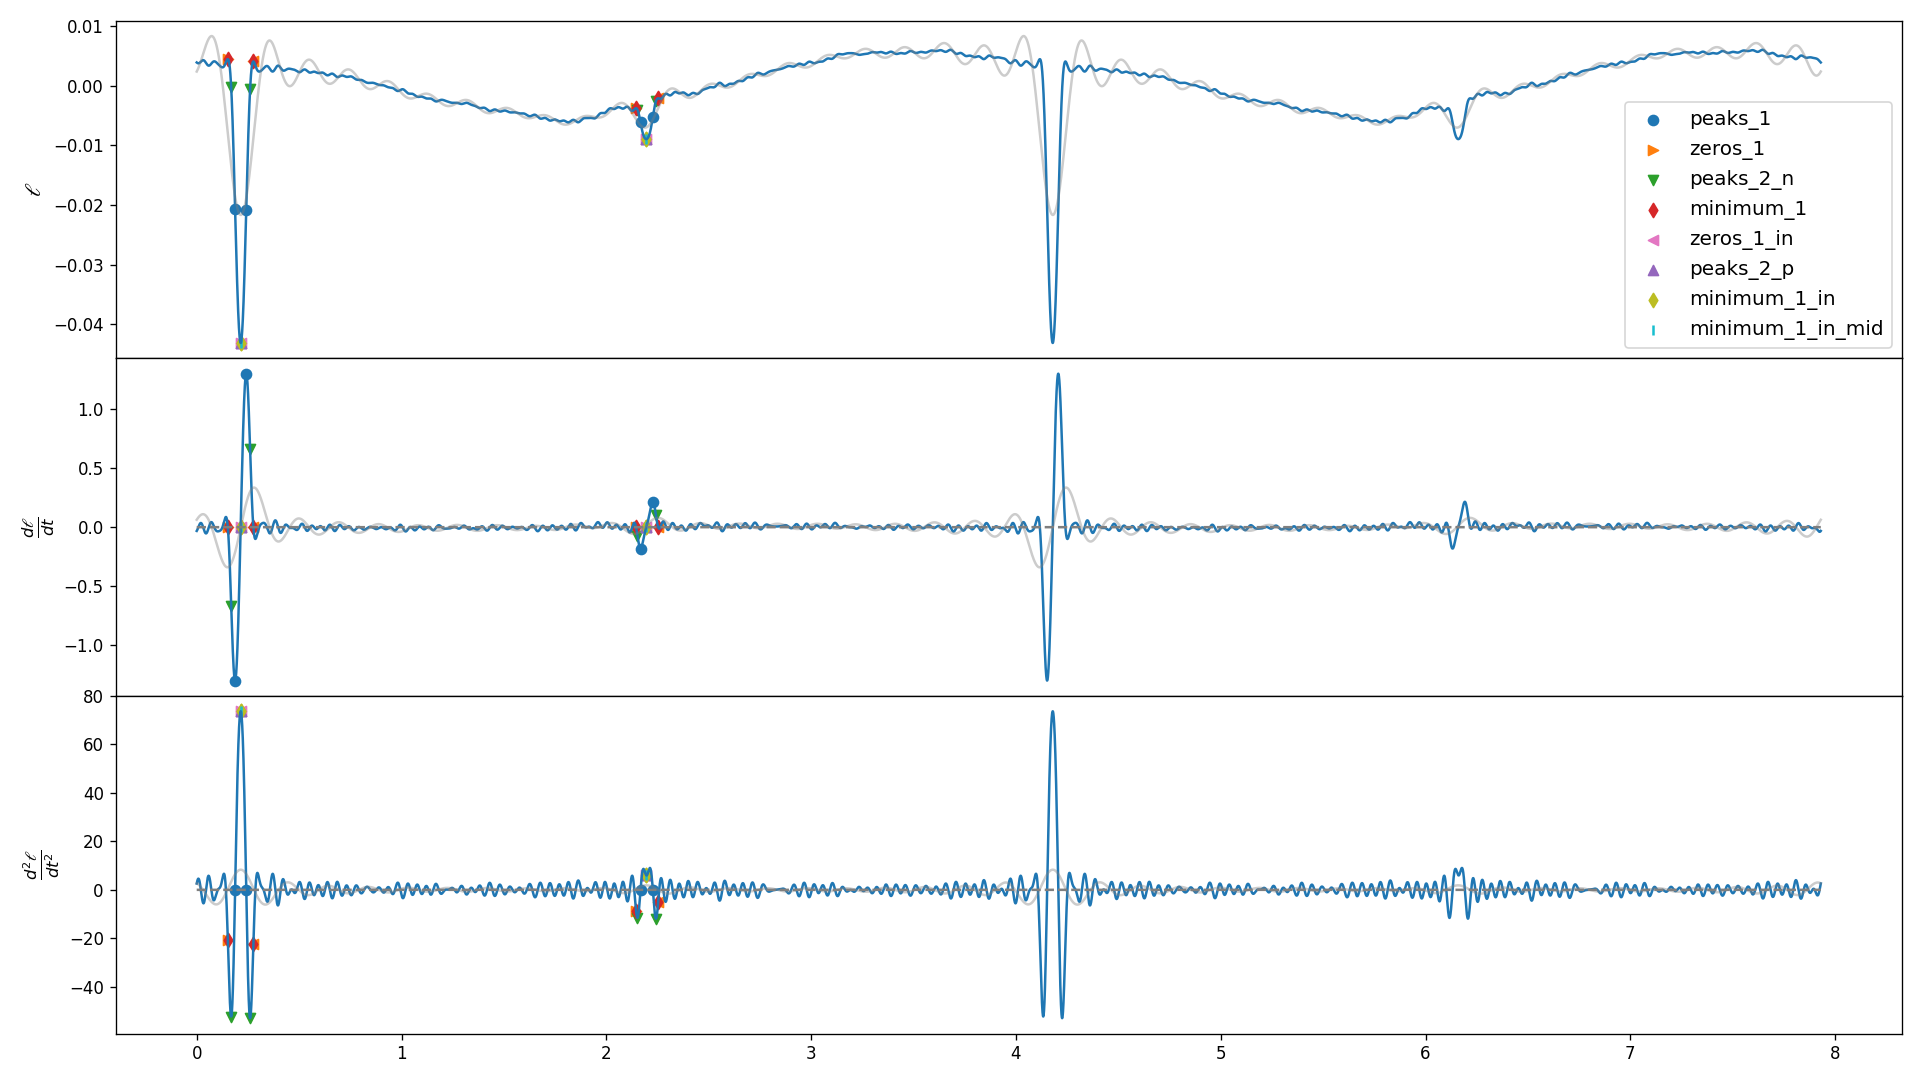 0.01
0.00
−0.01
−0.02
−0.03
−0.04
ℓ
peaks_1
zeros_1
peaks_2_n
minimum_1
zeros_1_in
peaks_2_p
minimum_1_in
minimum_1_in_mid
1.0
0.5
0.0
−0.5
−1.0
dℓ/dt
80
60
40
20
0
−20
−40
d²ℓ/dt²
0 1 2 3 4 5 6 7 8